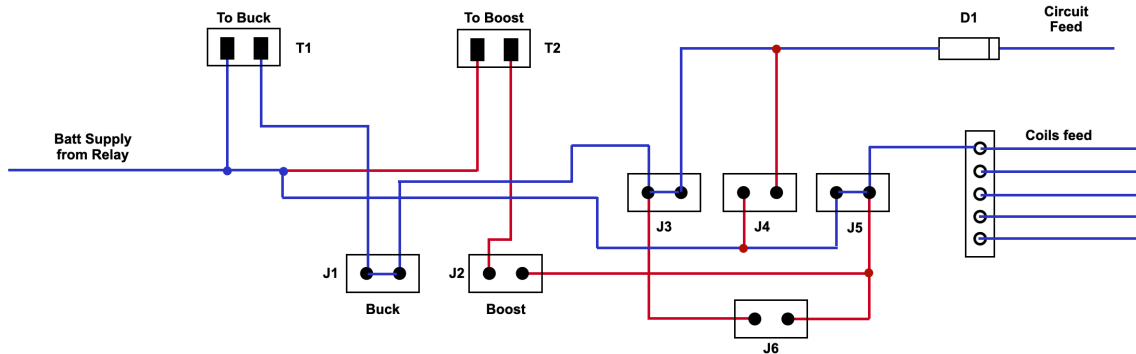 To Buck
T1
To Boost
T2
D1
Circuit
Feed
Batt Supply
from Relay
Coils feed
J3
J4
J5
J1
J2
Buck
Boost
J6